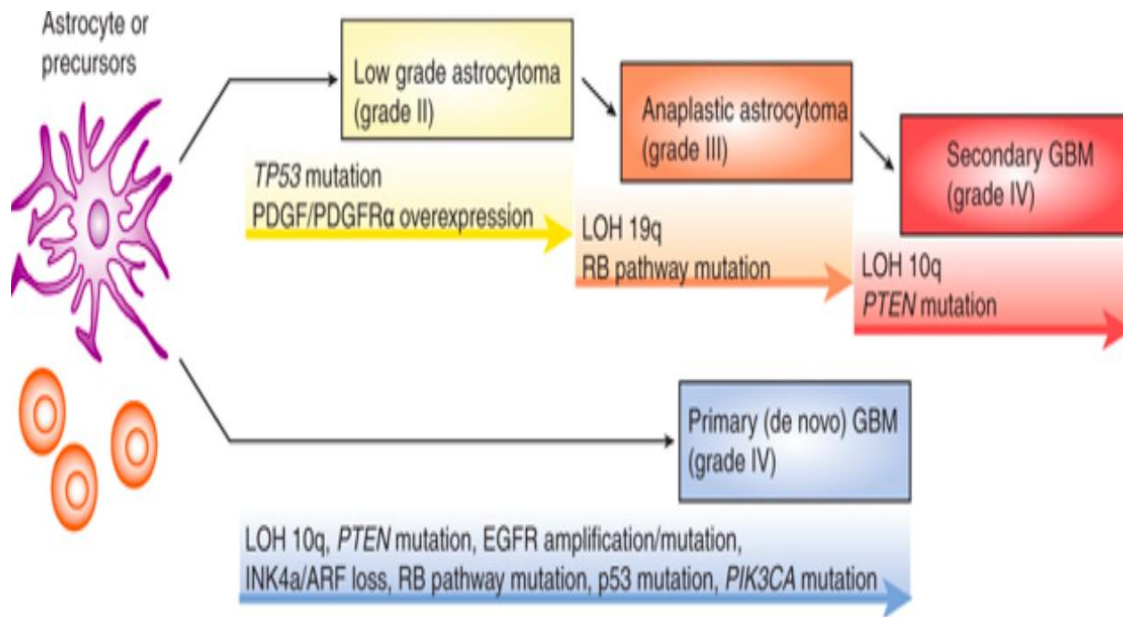 Astrocyte or
precursors
Low grade astrocytoma
(grade II)
Anaplastic astrocytoma
(grade III)
Secondary GBM
(grade IV)
TP53 mutation
PDGF/PDGFRα overexpression
LOH 19q
RB pathway mutation
LOH 10q
PTEN mutation
Primary (de novo) GBM
(grade IV)
LOH 10q, PTEN mutation, EGFR amplification/mutation,
INK4a/ARF loss, RB pathway mutation, p53 mutation, PIK3CA mutation